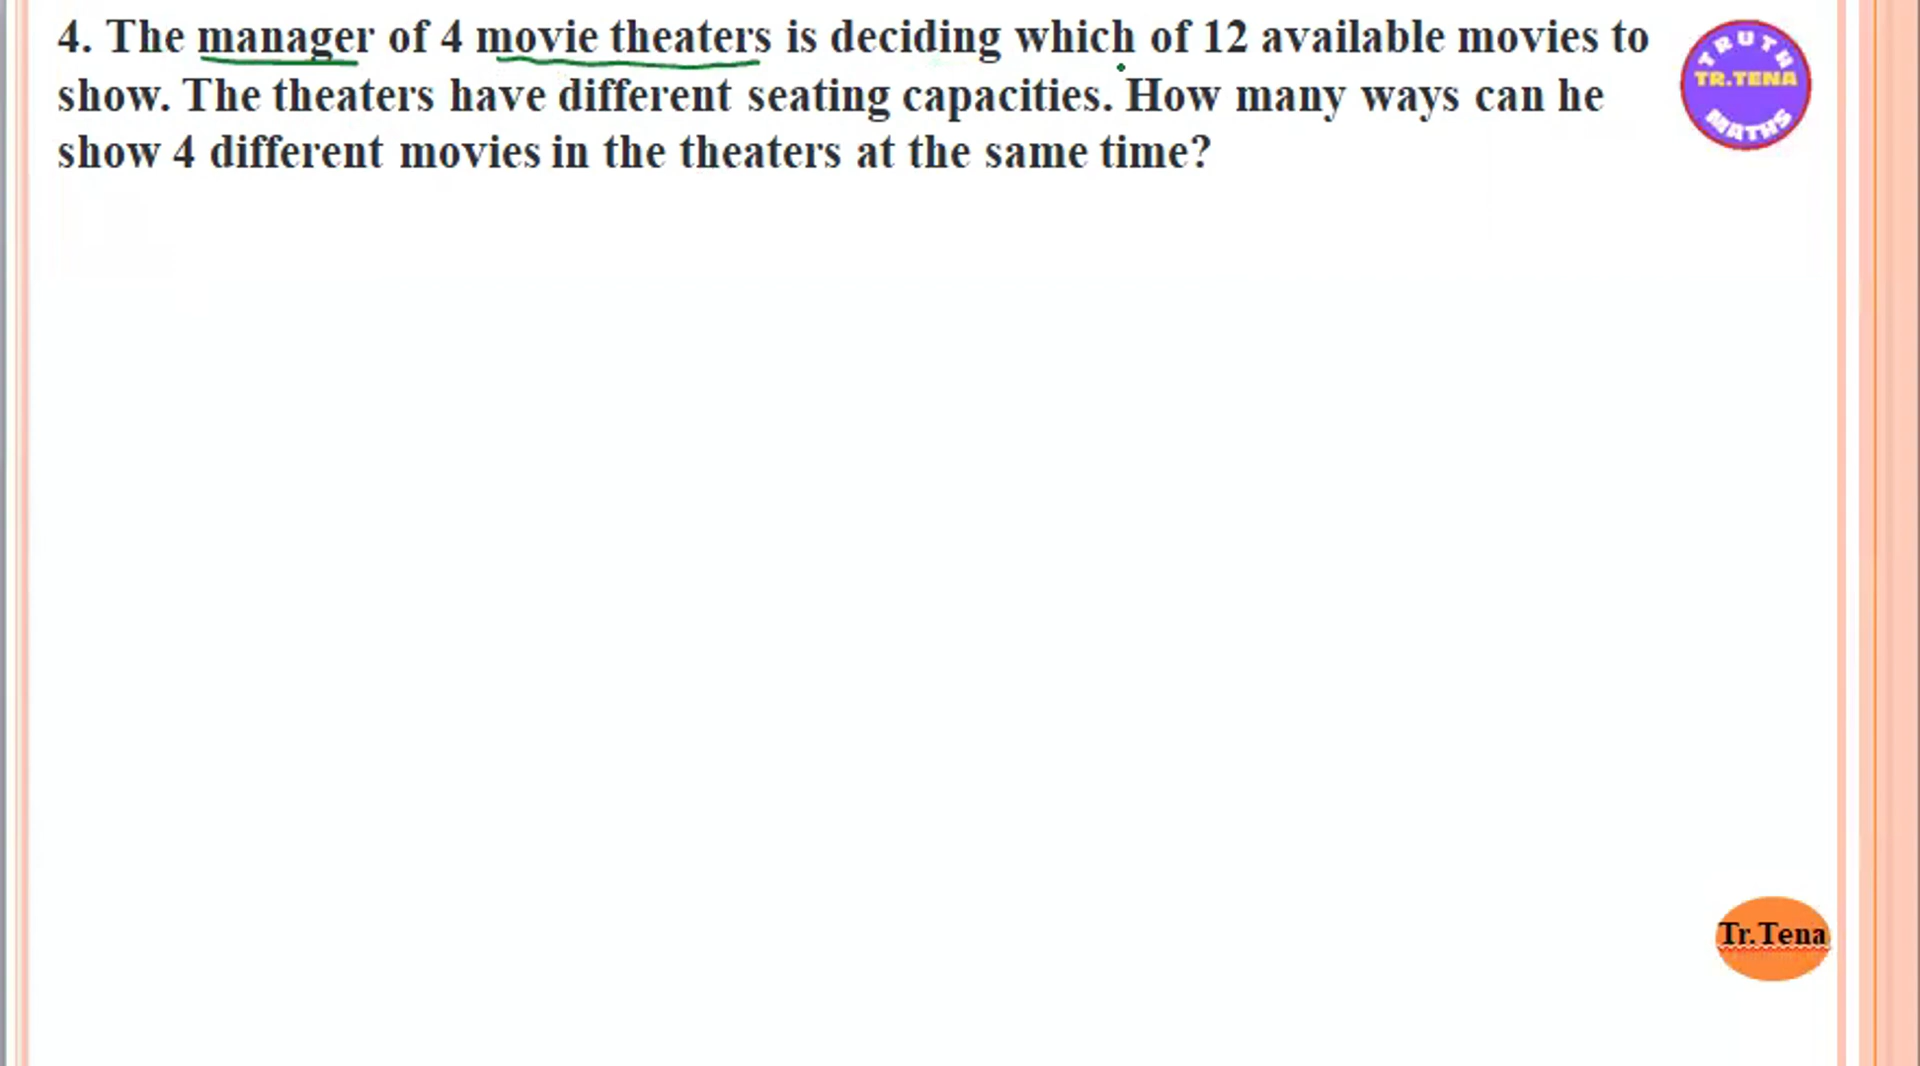 4. The manager of 4 movie theaters is deciding which of 12 available movies to
show. The theaters have different seating capacities. How many ways can he
show 4 different movies in the theaters at the same time?
TRUTH
TR.TENA
MATHS
Tr.Tena